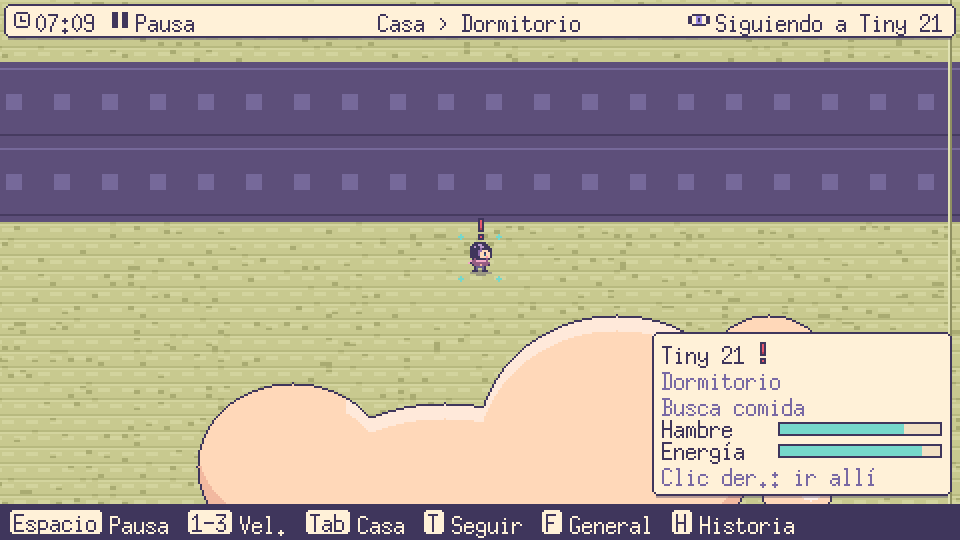 07:09 Pausa
Casa > Dormitorio
Siguiendo a Tiny 21
Tiny 21 !
Dormitorio
Busca comida
Hambre
Energía
Clic der.: ir allí
Espacio Pausa 1-3 Vel. Tab Casa T Seguir F General H Historia